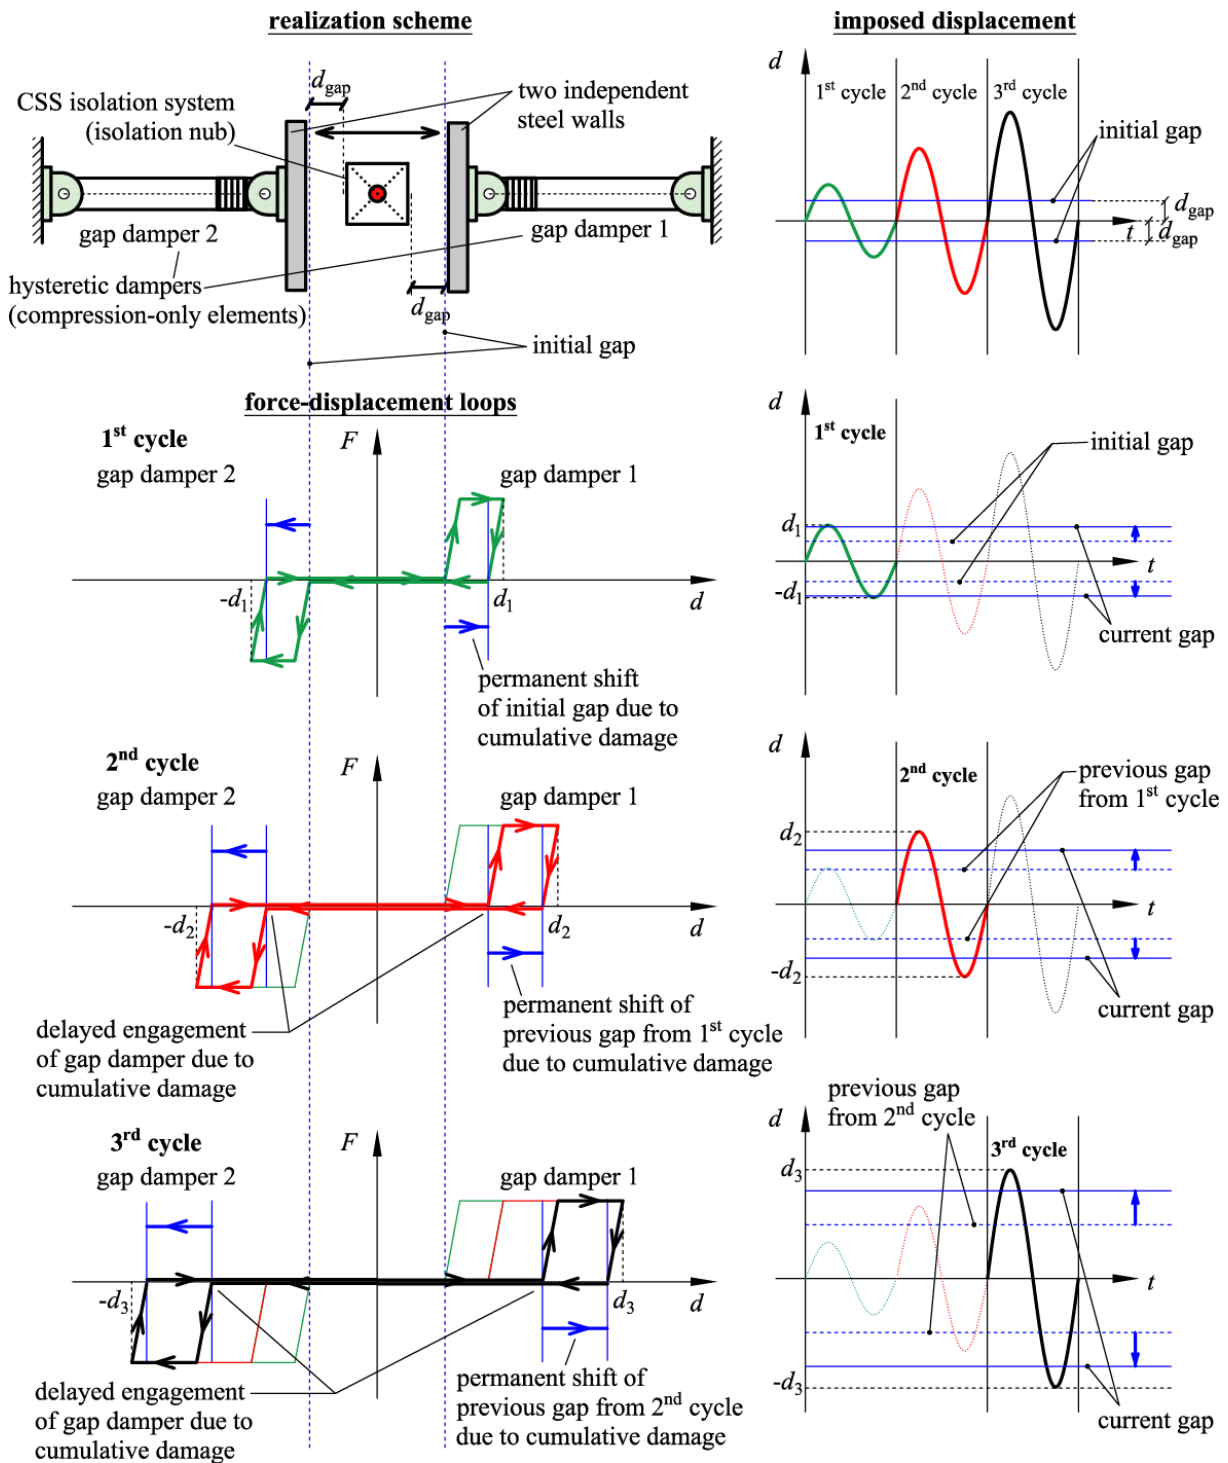 realization scheme
d_gap
CSS isolation system
(isolation nub)
two independent
steel walls
gap damper 2
gap damper 1
hysteretic dampers
(compression-only elements)
d_gap
initial gap
imposed displacement
d
1st cycle
2nd cycle
3rd cycle
initial gap
d_gap
t
d_gap
force-displacement loops
1st cycle
F
gap damper 2
gap damper 1
-d1
d1
d
permanent shift
of initial gap due to
cumulative damage
d
1st cycle
initial gap
d1
t
-d1
current gap
2nd cycle
F
gap damper 2
gap damper 1
-d2
d2
d
delayed engagement
of gap damper due to
cumulative damage
permanent shift of
previous gap from 1st cycle
due to cumulative damage
d
2nd cycle
previous gap
from 1st cycle
d2
t
-d2
current gap
3rd cycle
F
gap damper 2
gap damper 1
-d3
d3
d
delayed engagement
of gap damper due to
cumulative damage
permanent shift of
previous gap from 2nd cycle
due to cumulative damage
previous gap
from 2nd cycle
d
3rd cycle
d3
t
-d3
current gap